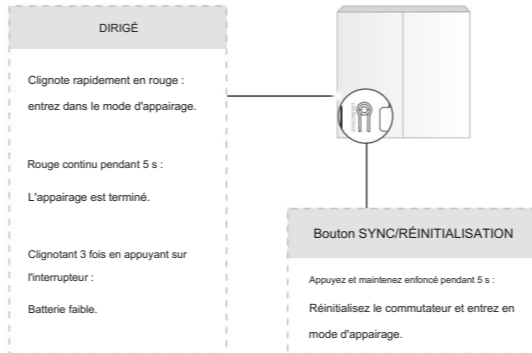 DIRIGÉ
Clignote rapidement en rouge :
entrez dans le mode d'appairage.
Rouge continu pendant 5 s :
L'appairage est terminé.
Clignotant 3 fois en appuyant sur
l'interrupteur :
Batterie faible.
SYNC/RESET
Bouton SYNC/RÉINITIALISATION
Appuyez et maintenez enfoncé pendant 5 s :
Réinitialisez le commutateur et entrez en
mode d'appairage.